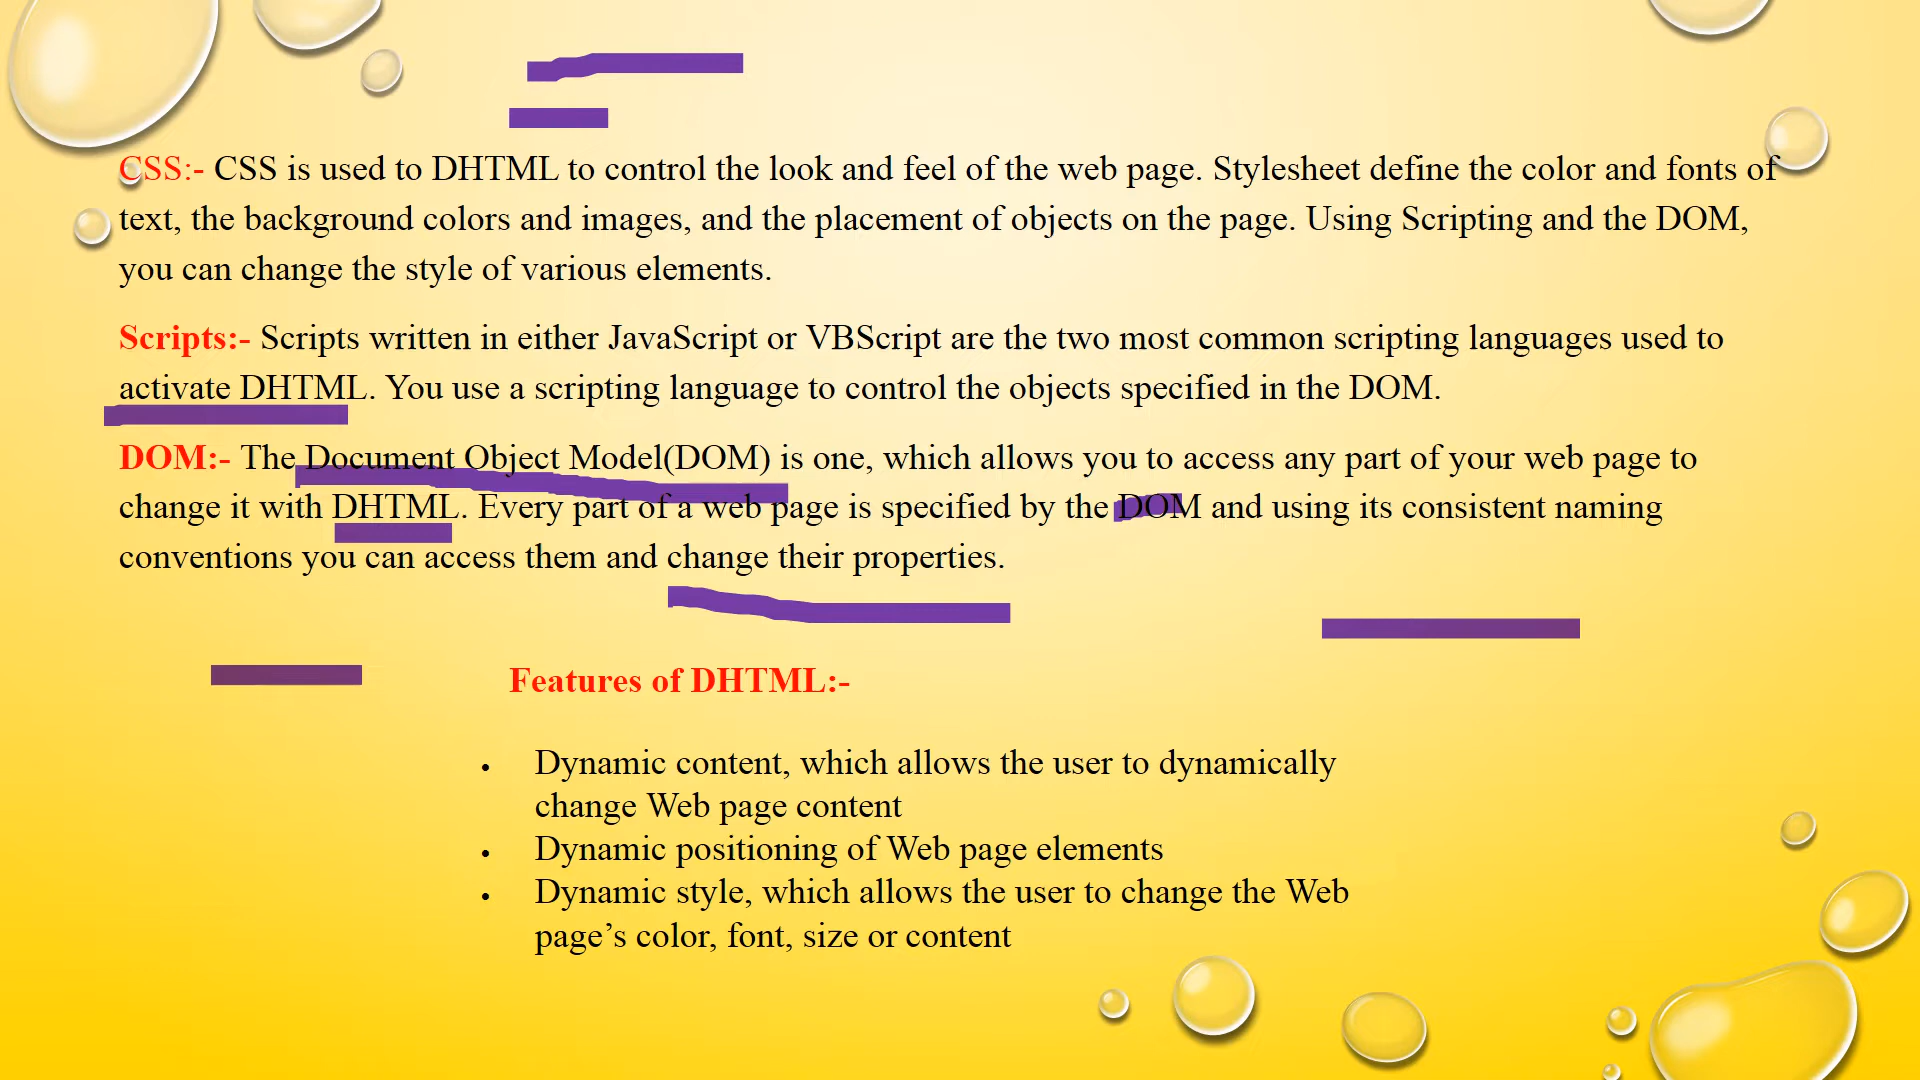 CSS:- CSS is used to DHTML to control the look and feel of the web page. Stylesheet define the color and fonts of
text, the background colors and images, and the placement of objects on the page. Using Scripting and the DOM,
you can change the style of various elements.
Scripts:- Scripts written in either JavaScript or VBScript are the two most common scripting languages used to
activate DHTML. You use a scripting language to control the objects specified in the DOM.
DOM:- The Document Object Model(DOM) is one, which allows you to access any part of your web page to
change it with DHTML. Every part of a web page is specified by the DOM and using its consistent naming
conventions you can access them and change their properties.
Features of DHTML:-
• Dynamic content, which allows the user to dynamically
change Web page content
• Dynamic positioning of Web page elements
• Dynamic style, which allows the user to change the Web
page’s color, font, size or content